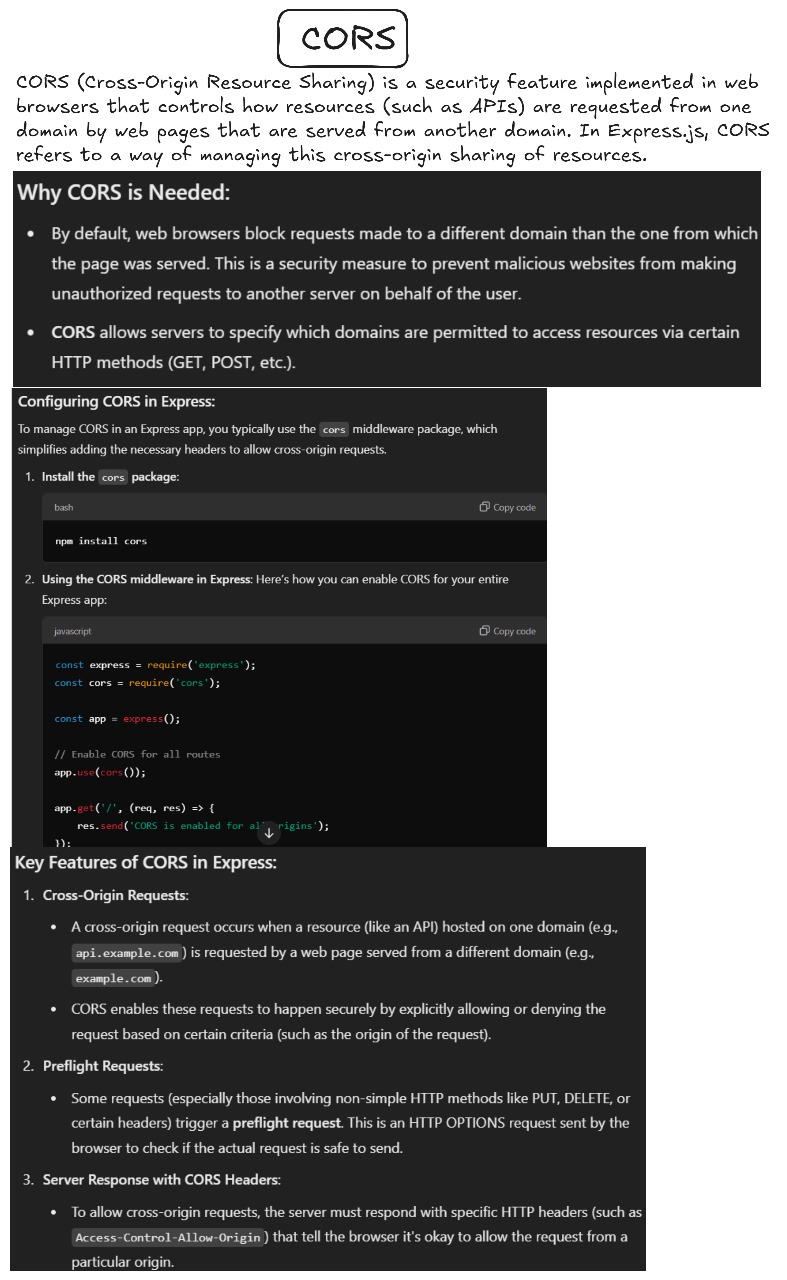 CORS
CORS (Cross-Origin Resource Sharing) is a security feature implemented in web
browsers that controls how resources (such as APIs) are requested from one
domain by web pages that are served from another domain. In Express.js, CORS
refers to a way of managing this cross-origin sharing of resources.
Why CORS is Needed:
• By default, web browsers block requests made to a different domain than the one from which
the page was served. This is a security measure to prevent malicious websites from making
unauthorized requests to another server on behalf of the user.
• CORS allows servers to specify which domains are permitted to access resources via certain
HTTP methods (GET, POST, etc.).
Configuring CORS in Express:
To manage CORS in an Express app, you typically use the cors middleware package, which
simplifies adding the necessary headers to allow cross-origin requests.
1. Install the cors package:
bash Copy code
npm install cors
2. Using the CORS middleware in Express: Here's how you can enable CORS for your entire
Express app:
javascript Copy code
const express = require('express');
const cors = require('cors');
const app = express();
// Enable CORS for all routes
app.use(cors());
app.get('/', (req, res) => {
res.send('CORS is enabled for al rigins');
});
Key Features of CORS in Express:
1. Cross-Origin Requests:
• A cross-origin request occurs when a resource (like an API) hosted on one domain (e.g.,
api.example.com ) is requested by a web page served from a different domain (e.g.,
example.com ).
• CORS enables these requests to happen securely by explicitly allowing or denying the
request based on certain criteria (such as the origin of the request).
2. Preflight Requests:
• Some requests (especially those involving non-simple HTTP methods like PUT, DELETE, or
certain headers) trigger a preflight request. This is an HTTP OPTIONS request sent by the
browser to check if the actual request is safe to send.
3. Server Response with CORS Headers:
• To allow cross-origin requests, the server must respond with specific HTTP headers (such as
Access-Control-Allow-Origin ) that tell the browser it's okay to allow the request from a
particular origin.